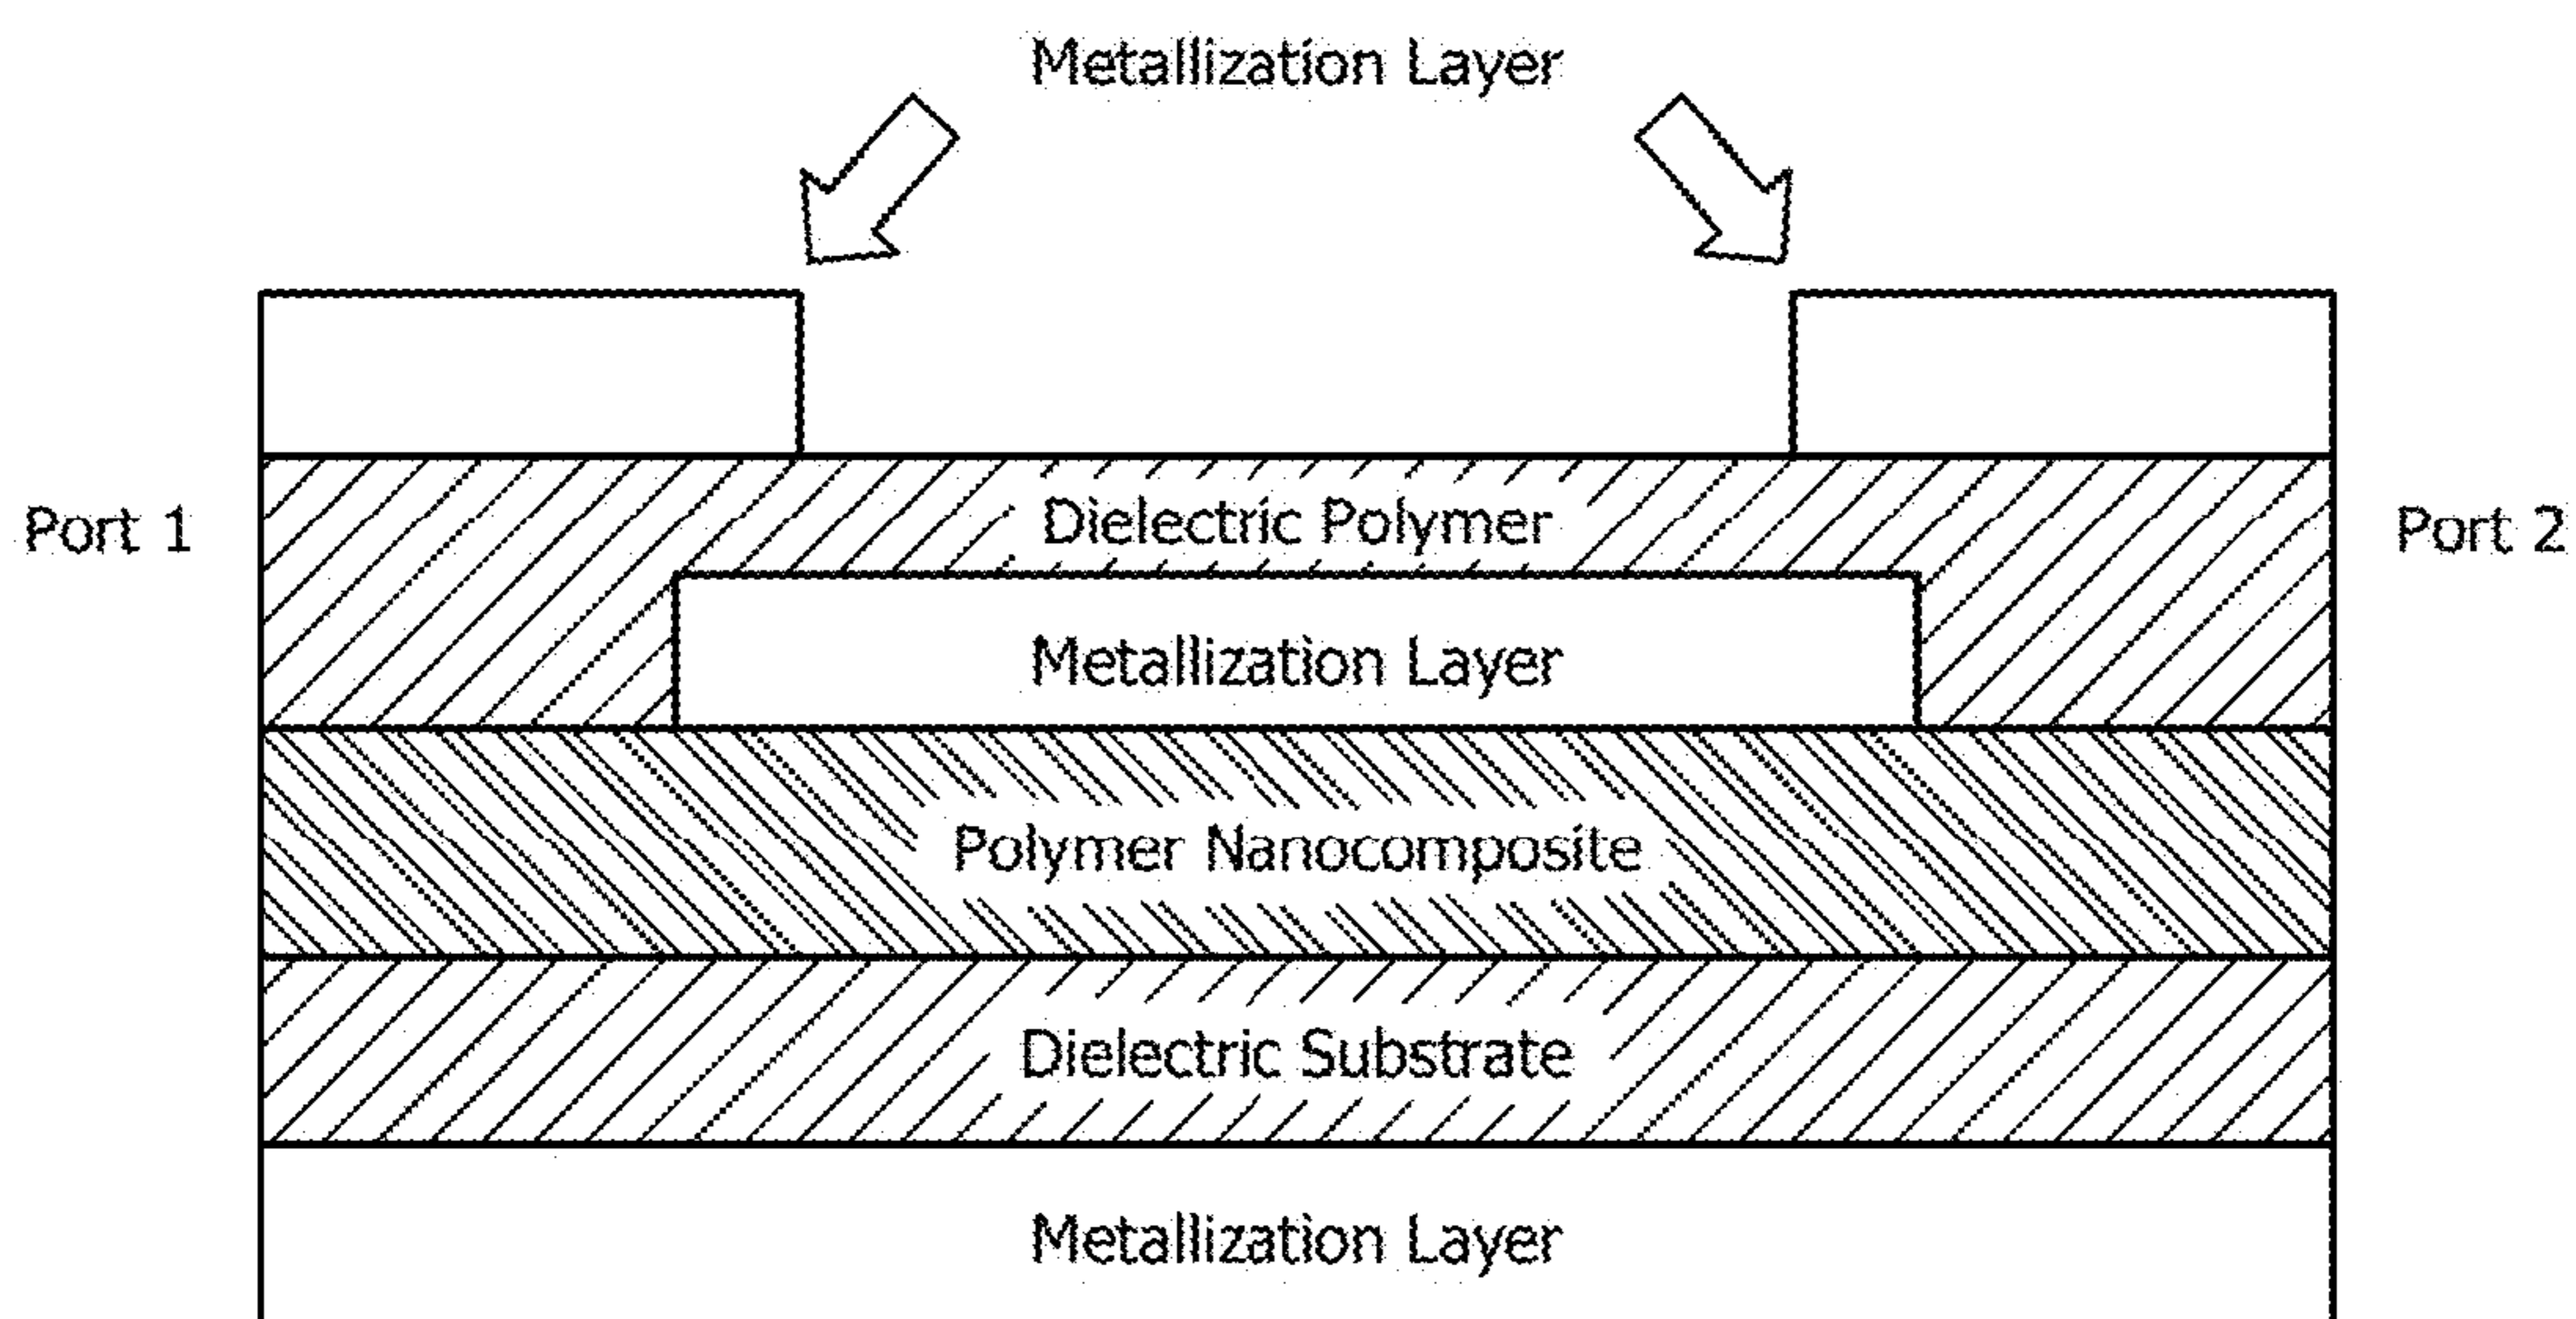 Metallization Layer
Port 1
Dielectric Polymer
Port 2
Metallization Layer
Polymer Nanocomposite
Dielectric Substrate
Metallization Layer